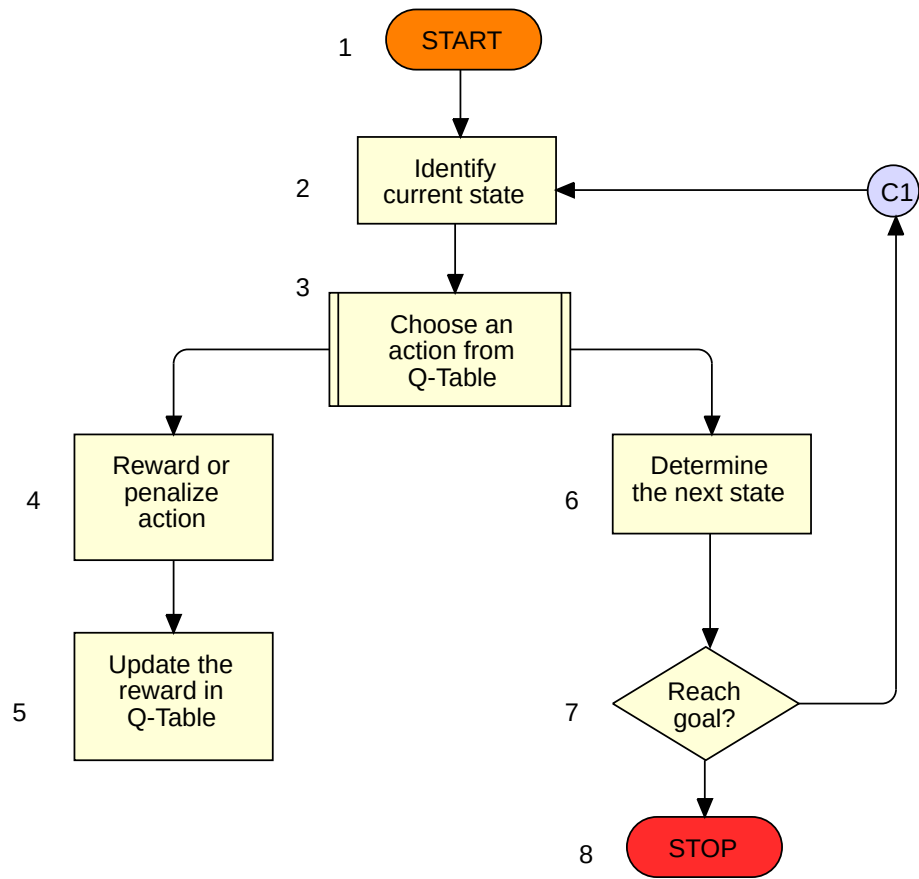 1
START
2
Identify
current state
C1
3
Choose an
action from
Q-Table
4
Reward or
penalize
action
6
Determine
the next state
5
Update the
reward in
Q-Table
7
Reach
goal?
8
STOP